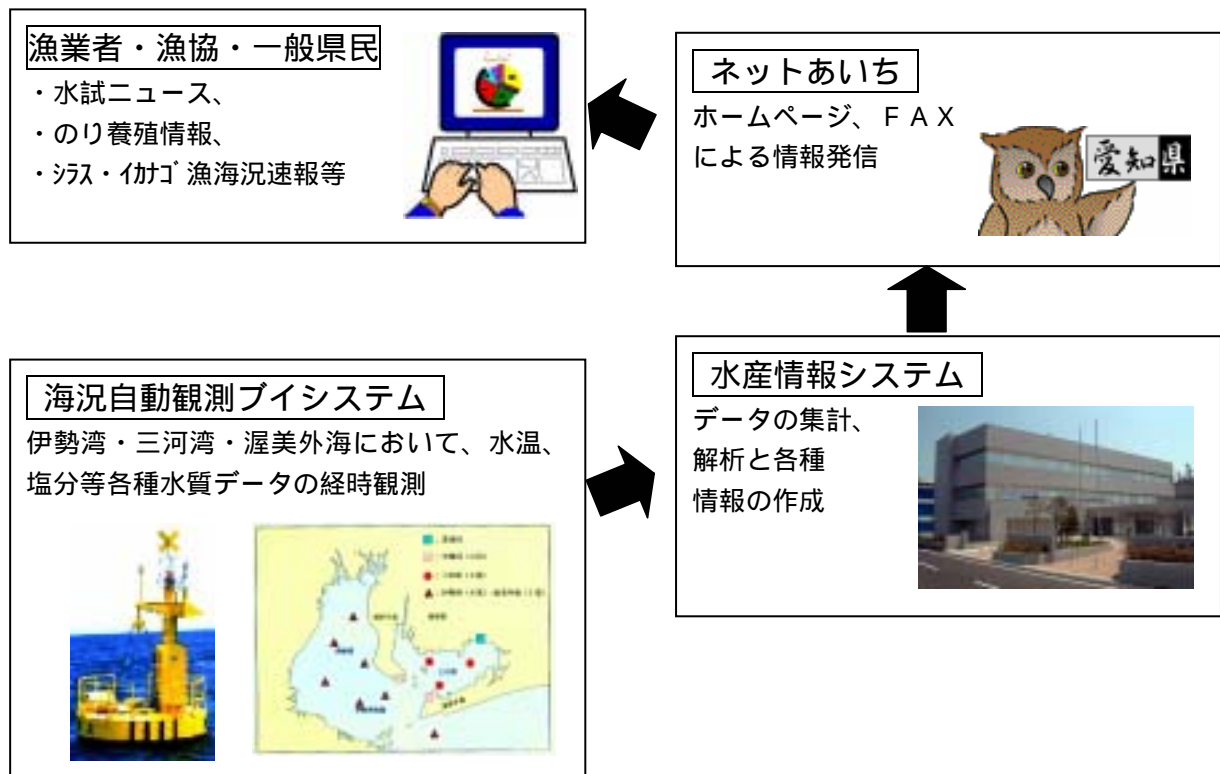 漁業者・漁協・一般県民
・水試ニュース、
・のり養殖情報、
・ｼﾗｽ・ｲｶﾅｺﾞ漁海況速報等
ネットあいち
ホームページ、ＦＡＸ
による情報発信
愛知県
海況自動観測ブイシステム
伊勢湾・三河湾・渥美外海において、水温、
塩分等各種水質データの経時観測
水産情報システム
データの集計、
解析と各種
情報の作成